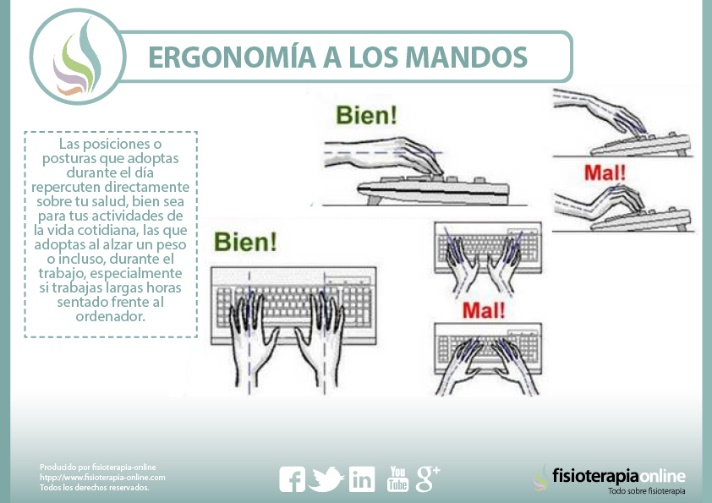 ERGONOMÍA A LOS MANDOS
Las posiciones o
posturas que adoptas
durante el día
repercuten directamente
sobre tu salud, bien sea
para tus actividades de
la vida cotidiana, las que
adoptas al alzar un peso
o incluso, durante el
trabajo, especialmente
si trabajas largas horas
sentado frente al
ordenador.
Bien!
Mal!
Bien!
Mal!
Producido por fisioterapia-online
htpp://www.fisioterapia-online.com
Todos los derechos reservados.
f
in
You
Tube
g+
fisioterapiaonline
Todo sobre fisioterapia